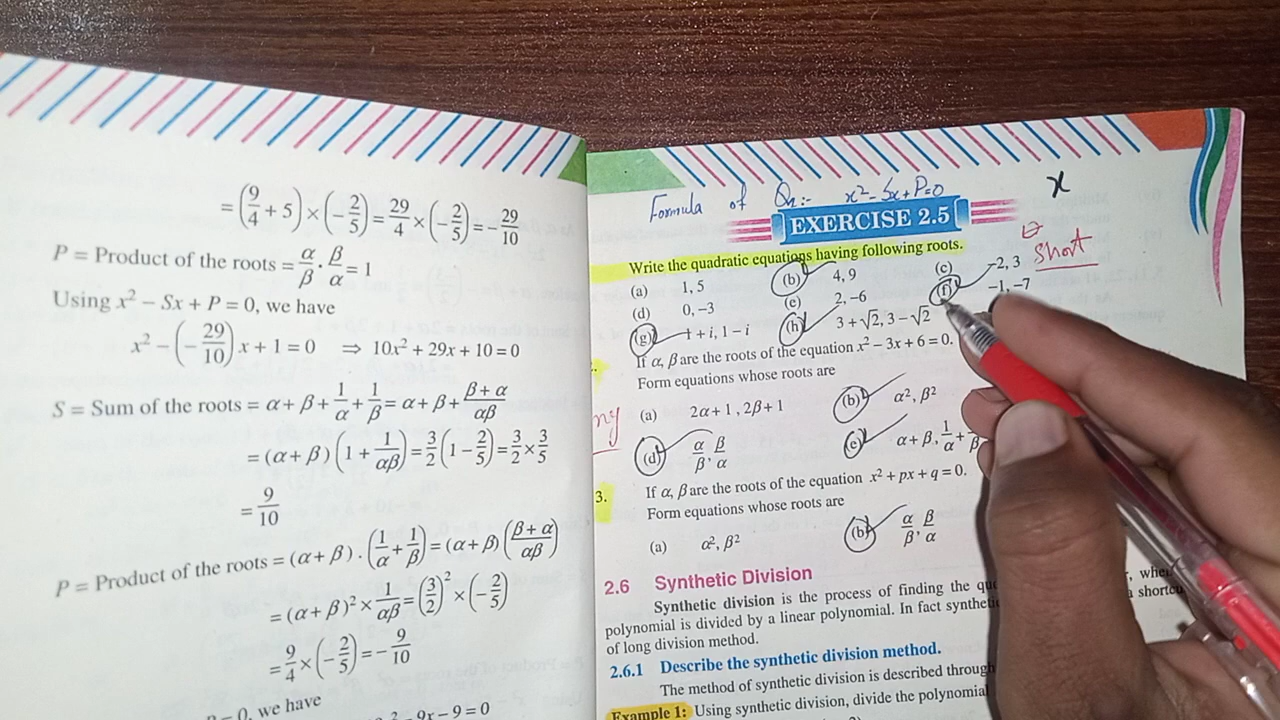 = (9/4 + 5) × (−2/5) = 29/4 × (−2/5) = −29/10
P = Product of the roots = α/β . β/α = 1
Using x² − Sx + P = 0, we have
x² − (−29/10) x + 1 = 0 ⇒ 10x² + 29x + 10 = 0
S = Sum of the roots = α + β + 1/α + 1/β = α + β + (β + α)/αβ
= (α + β) (1 + 1/αβ) = 3/2 (1 − 2/5) = 3/2 × 3/5
= 9/10
P = Product of the roots = (α + β) . (1/α + 1/β) = (α + β) ((β + α)/αβ)
= (α + β)² × 1/αβ = (3/2)² × (−2/5)
= 9/4 × (−2/5) = −9/10
= 0, we have
− 9x − 9 = 0
Formula of Qn:- x² − Sx + P = 0
x
EXERCISE 2.5
Short
Write the quadratic equations having following roots.
(a) 1, 5 (b) 4, 9 (c) −2, 3
(d) 0, −3 (e) 2, −6 (f) −1, −7
(g) 1 + i, 1 − i (h) 3 + √2, 3 − √2
If α, β are the roots of the equation x² − 3x + 6 = 0.
Form equations whose roots are
(a) 2α + 1, 2β + 1 (b) α², β²
(d) α/β, β/α (e) α + β, 1/α + 1/β
3. If α, β are the roots of the equation x² + px + q = 0.
Form equations whose roots are
(a) α², β² (b) α/β, β/α
2.6 Synthetic Division
Synthetic division is the process of finding the
polynomial is divided by a linear polynomial. In fact
of long division method.
2.6.1 Describe the synthetic division method.
The method of synthetic division is described through
Example 1: Using synthetic division, divide the polynomial